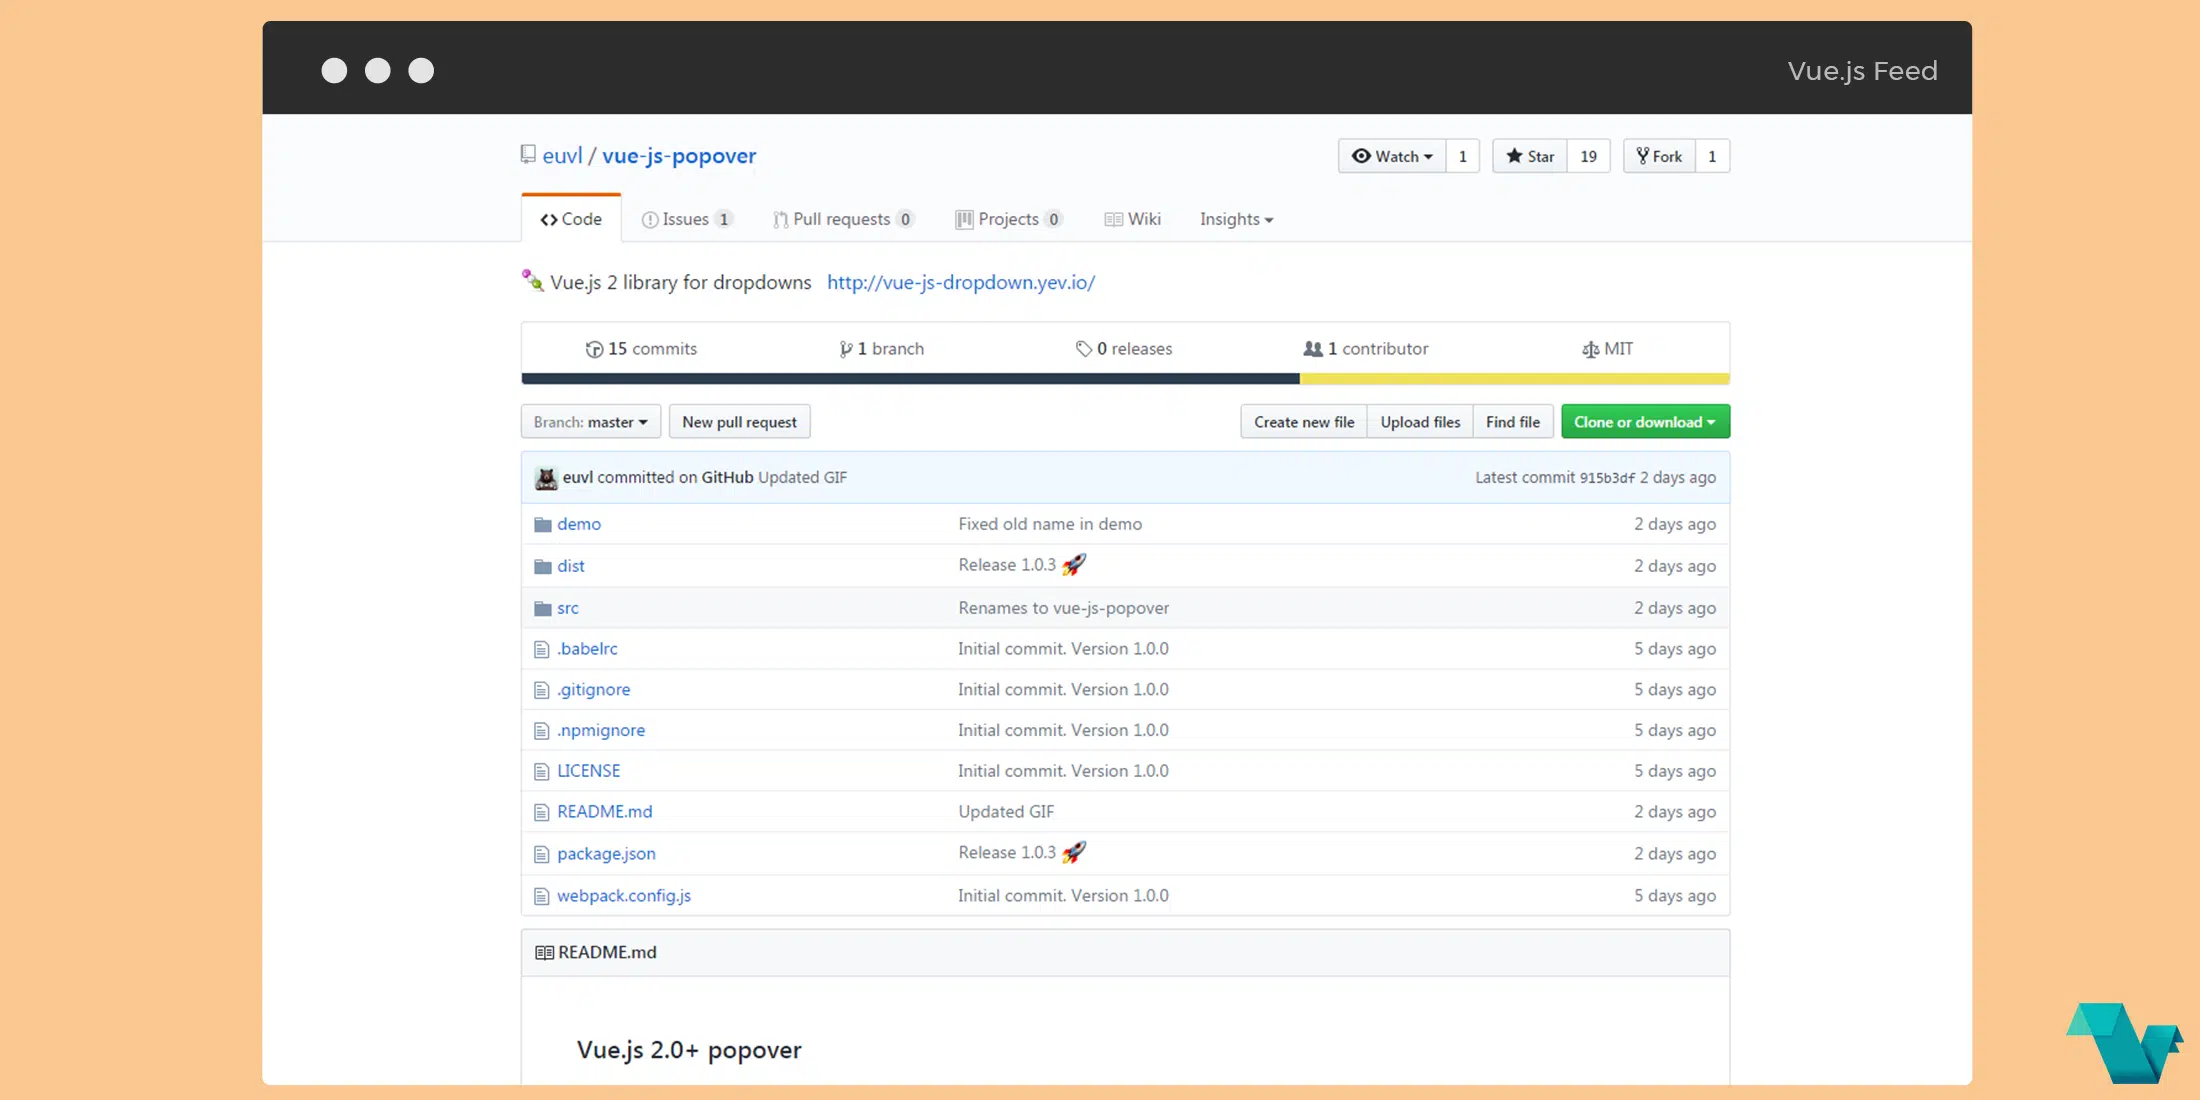 Vue.js Feed
euvl / vue-js-popover
Watch 1 Star 19 Fork 1
Code Issues 1 Pull requests 0 Projects 0 Wiki Insights
Vue.js 2 library for dropdowns http://vue-js-dropdown.yev.io/
15 commits 1 branch 0 releases 1 contributor MIT
Branch: master New pull request Create new file Upload files Find file Clone or download
euvl committed on GitHub Updated GIF Latest commit 915b3df 2 days ago
demo Fixed old name in demo 2 days ago
dist Release 1.0.3 🚀 2 days ago
src Renames to vue-js-popover 2 days ago
.babelrc Initial commit. Version 1.0.0 5 days ago
.gitignore Initial commit. Version 1.0.0 5 days ago
.npmignore Initial commit. Version 1.0.0 5 days ago
LICENSE Initial commit. Version 1.0.0 5 days ago
README.md Updated GIF 2 days ago
package.json Release 1.0.3 🚀 2 days ago
webpack.config.js Initial commit. Version 1.0.0 5 days ago
README.md
Vue.js 2.0+ popover